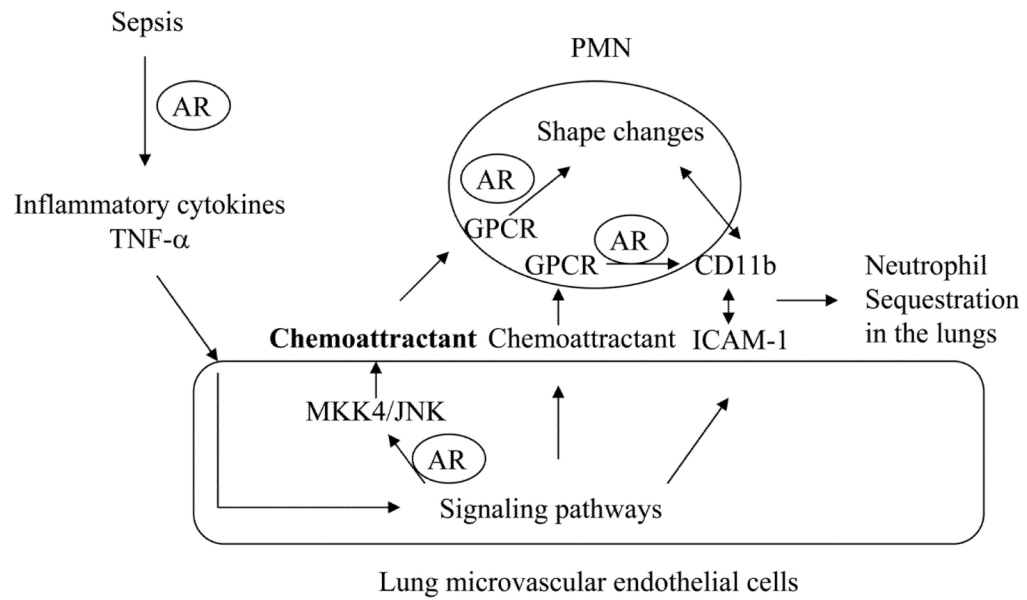 Sepsis
PMN
AR
Shape changes
AR
Inflammatory cytokines
TNF-α
GPCR
AR
GPCR
CD11b
Neutrophil
Sequestration
in the lungs
Chemoattractant
Chemoattractant
ICAM-1
MKK4/JNK
AR
Signaling pathways
Lung microvascular endothelial cells